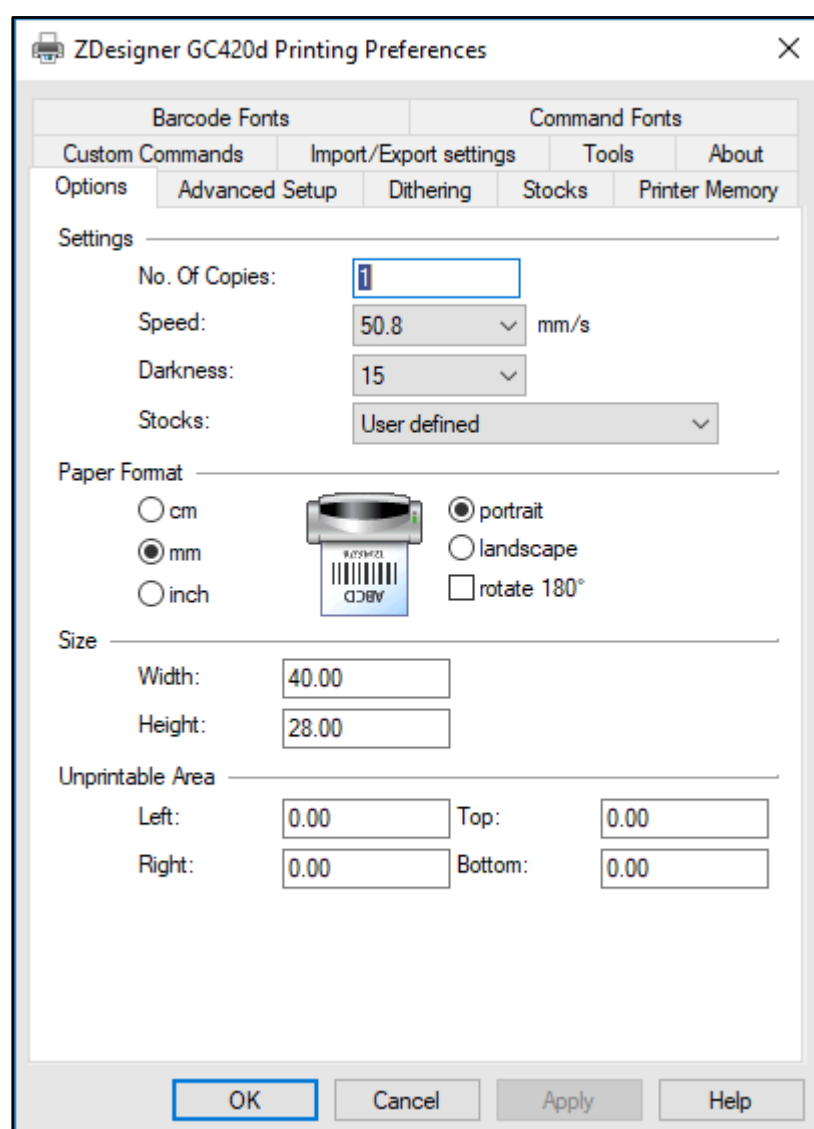 ZDesigner GC420d Printing Preferences
Barcode Fonts Command Fonts
Custom Commands Import/Export settings Tools About
Options Advanced Setup Dithering Stocks Printer Memory
Settings
No. Of Copies: 1
Speed: 50.8 mm/s
Darkness: 15
Stocks: User defined
Paper Format
cm portrait
mm landscape
inch rotate 180°
12345678
ABCD
Size
Width: 40.00
Height: 28.00
Unprintable Area
Left: 0.00 Top: 0.00
Right: 0.00 Bottom: 0.00
OK Cancel Apply Help